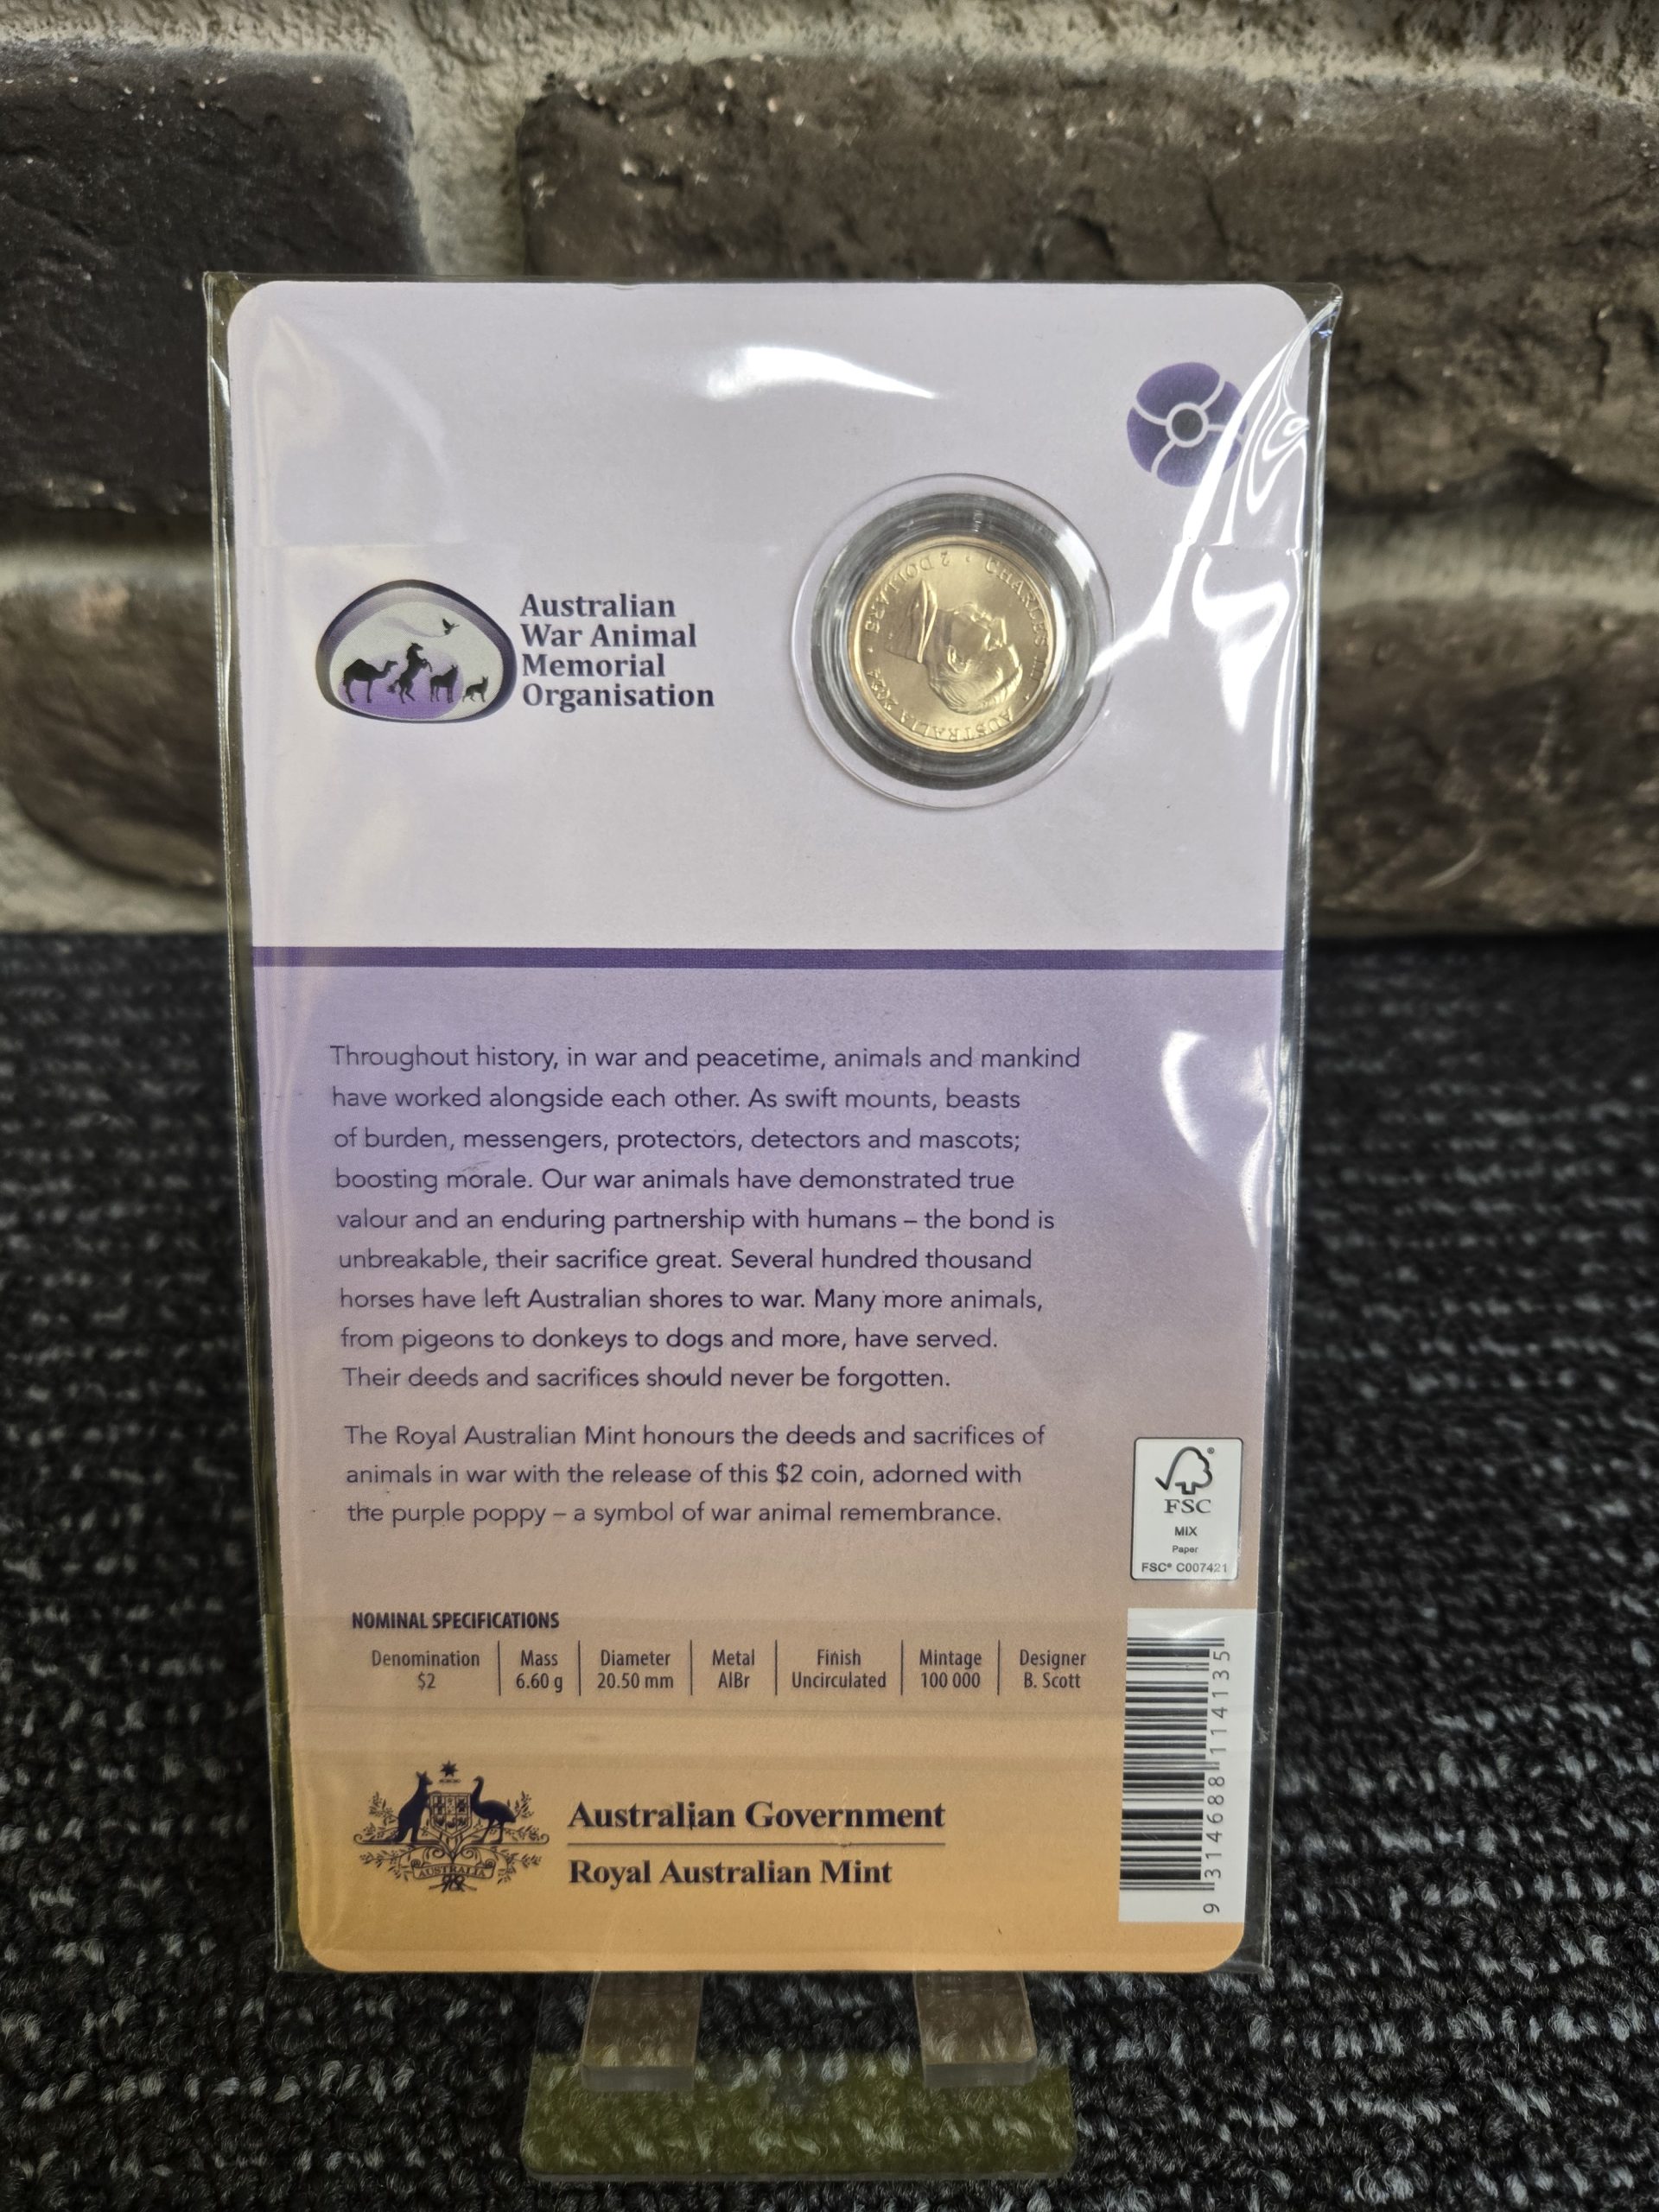 Australian
War Animal
Memorial
Organisation
2 DOLLARS • CHARLES III • AUSTRALIA 2024 •
Throughout history, in war and peacetime, animals and mankind
have worked alongside each other. As swift mounts, beasts
of burden, messengers, protectors, detectors and mascots;
boosting morale. Our war animals have demonstrated true
valour and an enduring partnership with humans – the bond is
unbreakable, their sacrifice great. Several hundred thousand
horses have left Australian shores to war. Many more animals,
from pigeons to donkeys to dogs and more, have served.
Their deeds and sacrifices should never be forgotten.
The Royal Australian Mint honours the deeds and sacrifices of
animals in war with the release of this $2 coin, adorned with
the purple poppy – a symbol of war animal remembrance.
FSC®
MIX
Paper
FSC® C007421
NOMINAL SPECIFICATIONS
Denomination Mass Diameter Metal Finish Mintage Designer
$2 6.60 g 20.50 mm AlBr Uncirculated 100 000 B. Scott
AUSTRALIA
Australian Government
Royal Australian Mint
9 314688 114135